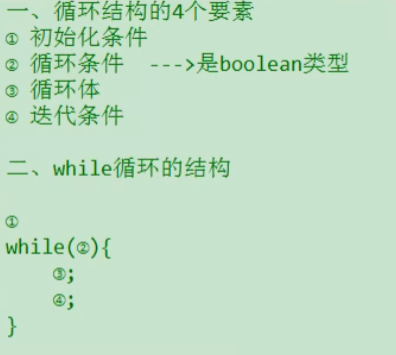 一、循环结构的4个要素
① 初始化条件
② 循环条件  --->是boolean类型
③ 循环体
④ 迭代条件
二、while循环的结构
①
while(②){
③;
④;
}